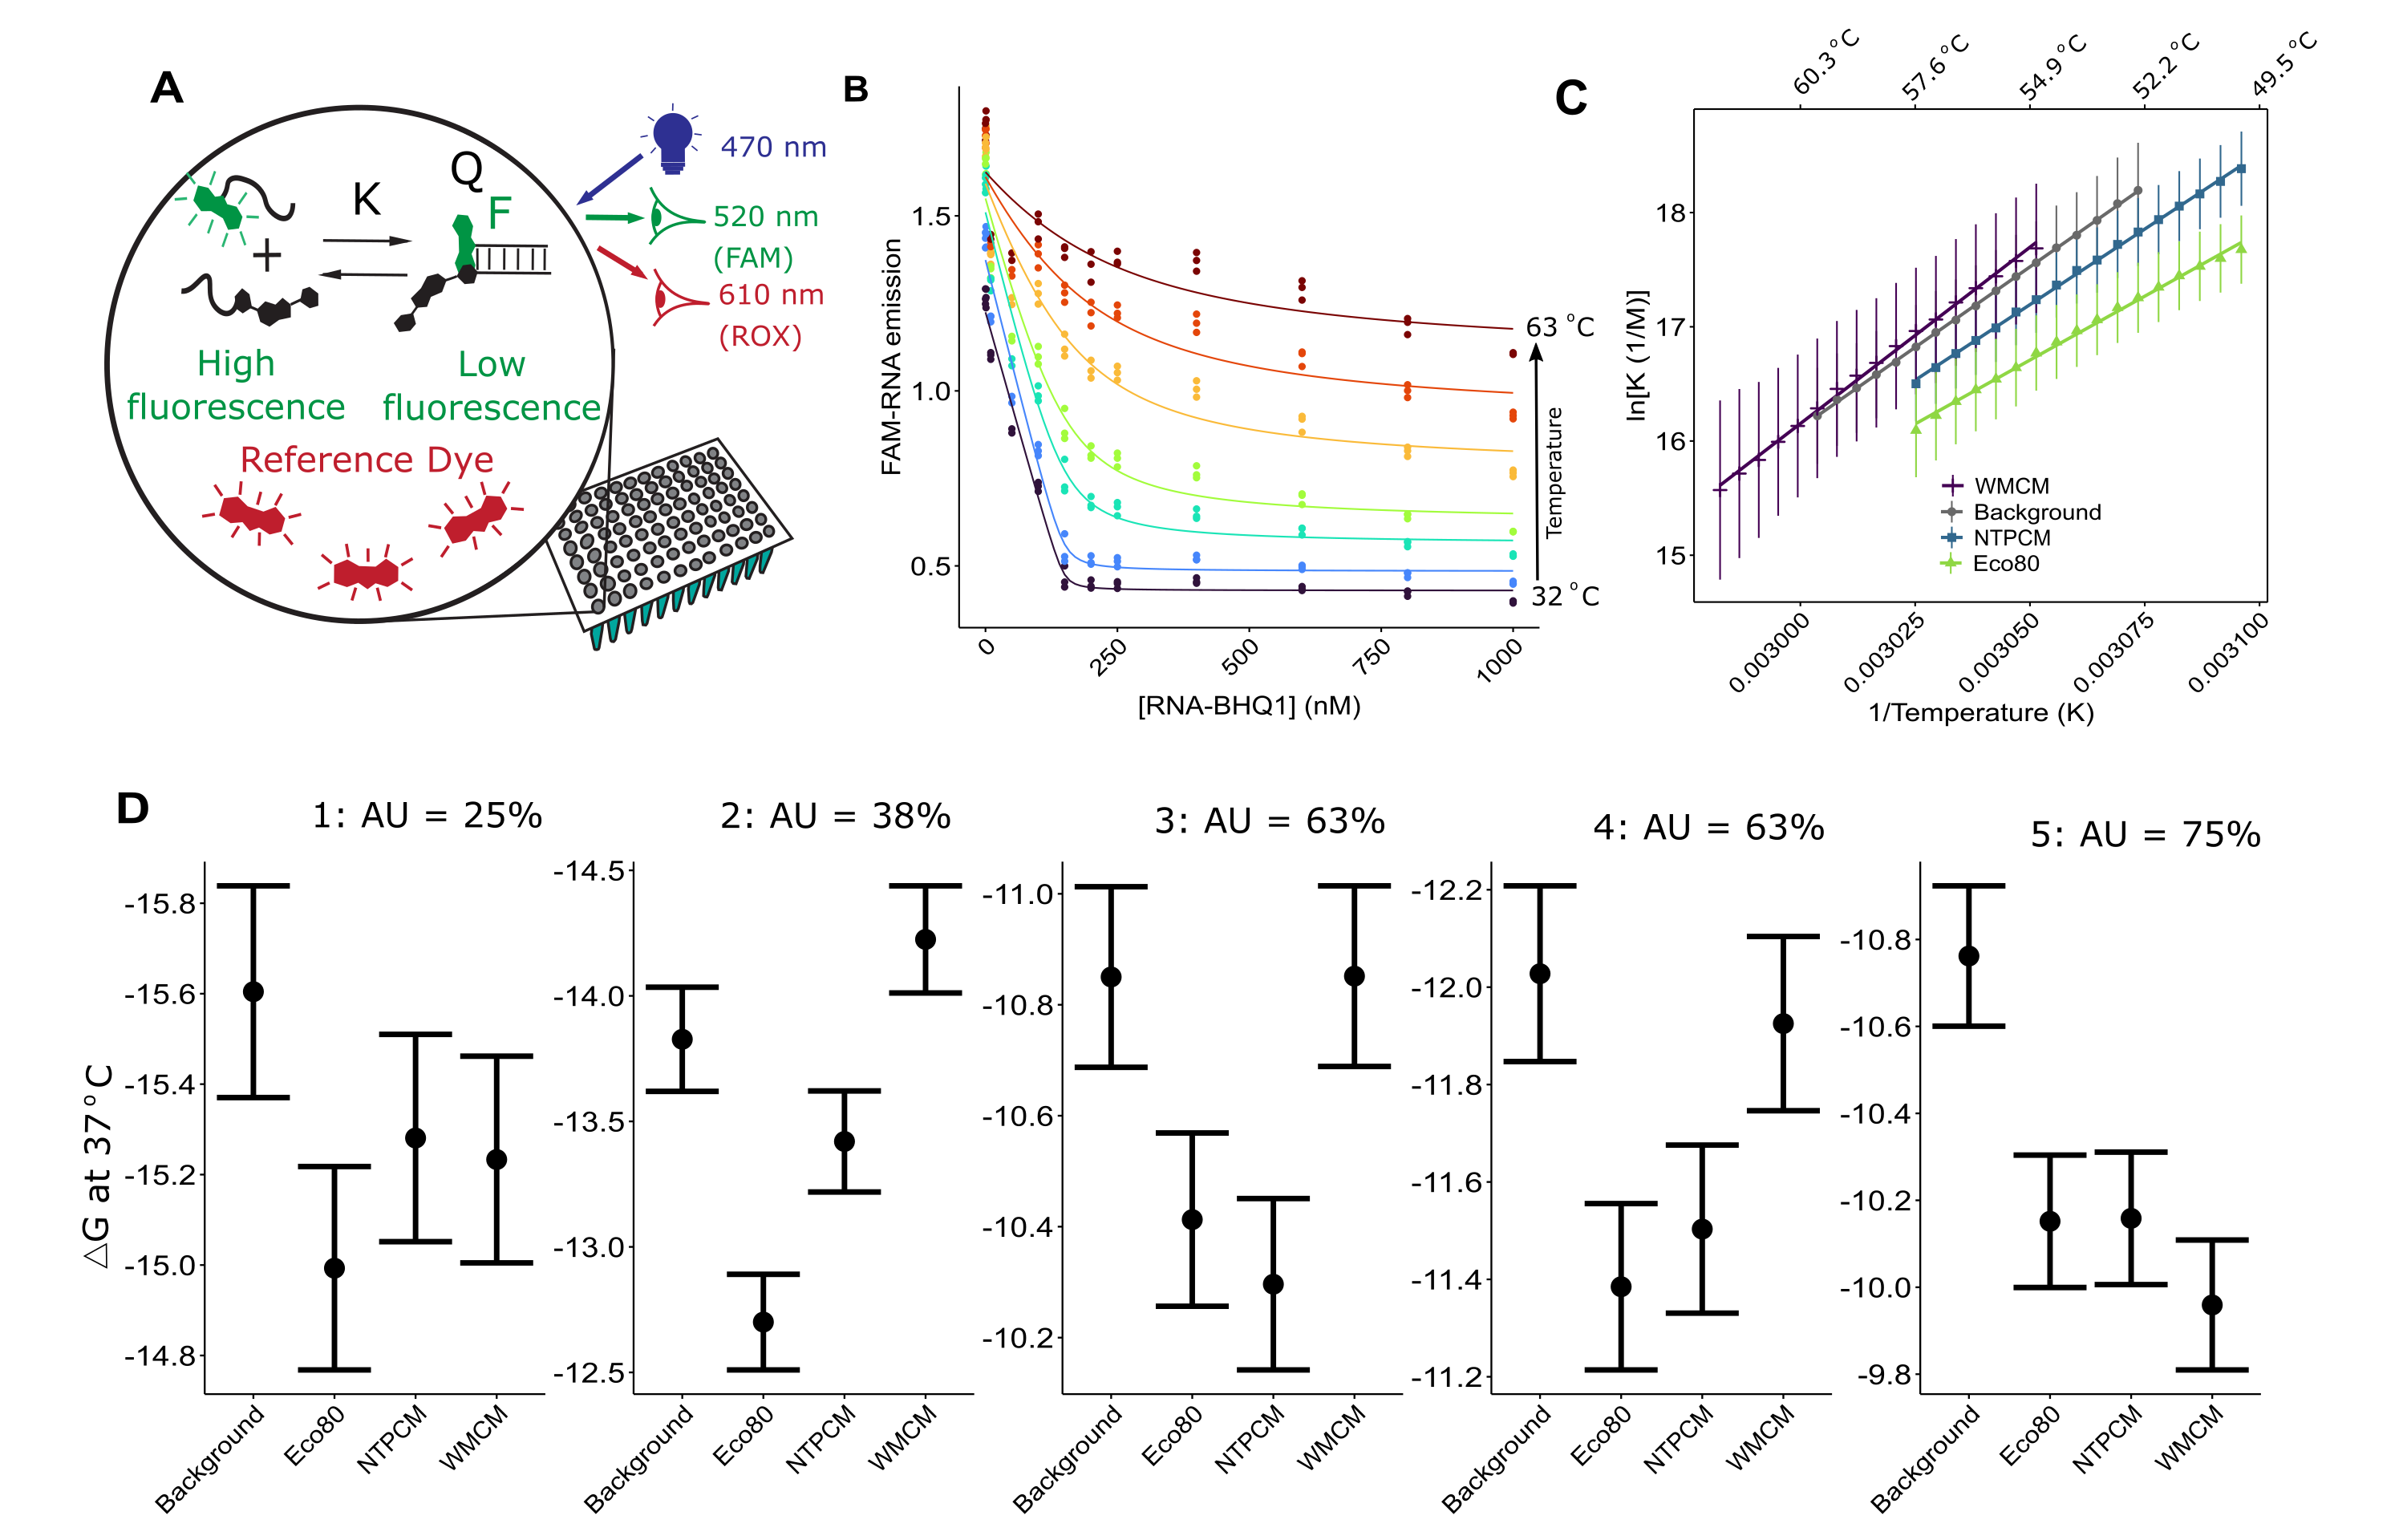 A
Q
K
F
+
High
fluorescence
Low
fluorescence
Reference Dye
470 nm
520 nm
(FAM)
610 nm
(ROX)
B
FAM-RNA emission
1.5
1.0
0.5
0
250
500
750
1000
[RNA-BHQ1] (nM)
63 °C
Temperature
32 °C
C
60.3°C
57.6°C
54.9°C
52.2°C
49.5°C
ln[K (1/M)]
18
17
16
15
WMCM
Background
NTPCM
Eco80
0.003000
0.003025
0.003050
0.003075
0.003100
1/Temperature (K)
D
△G at 37°C
1: AU = 25%
-15.8
-15.6
-15.4
-15.2
-15.0
-14.8
Background
Eco80
NTPCM
WMCM
2: AU = 38%
-14.5
-14.0
-13.5
-13.0
-12.5
Background
Eco80
NTPCM
WMCM
3: AU = 63%
-11.0
-10.8
-10.6
-10.4
-10.2
Background
Eco80
NTPCM
WMCM
4: AU = 63%
-12.2
-12.0
-11.8
-11.6
-11.4
-11.2
Background
Eco80
NTPCM
WMCM
5: AU = 75%
-10.8
-10.6
-10.4
-10.2
-10.0
-9.8
Background
Eco80
NTPCM
WMCM